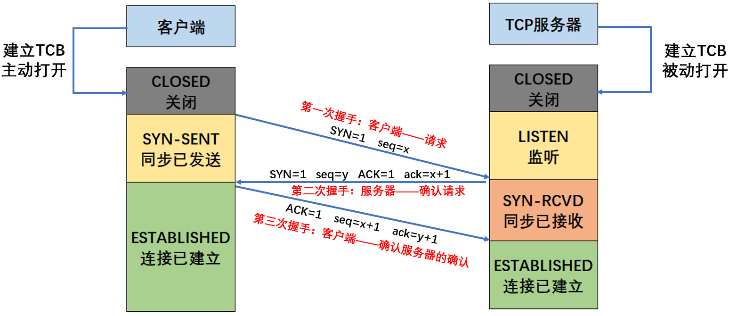 客户端
TCP服务器
建立TCB
主动打开
建立TCB
被动打开
CLOSED
关闭
CLOSED
关闭
第一次握手：客户端——请求
SYN=1 seq=x
SYN-SENT
同步已发送
LISTEN
监听
SYN=1 seq=y ACK=1 ack=x+1
第二次握手：服务器——确认请求
SYN-RCVD
同步已接收
ACK=1 seq=x+1 ack=y+1
第三次握手：客户端——确认服务器的确认
ESTABLISHED
连接已建立
ESTABLISHED
连接已建立